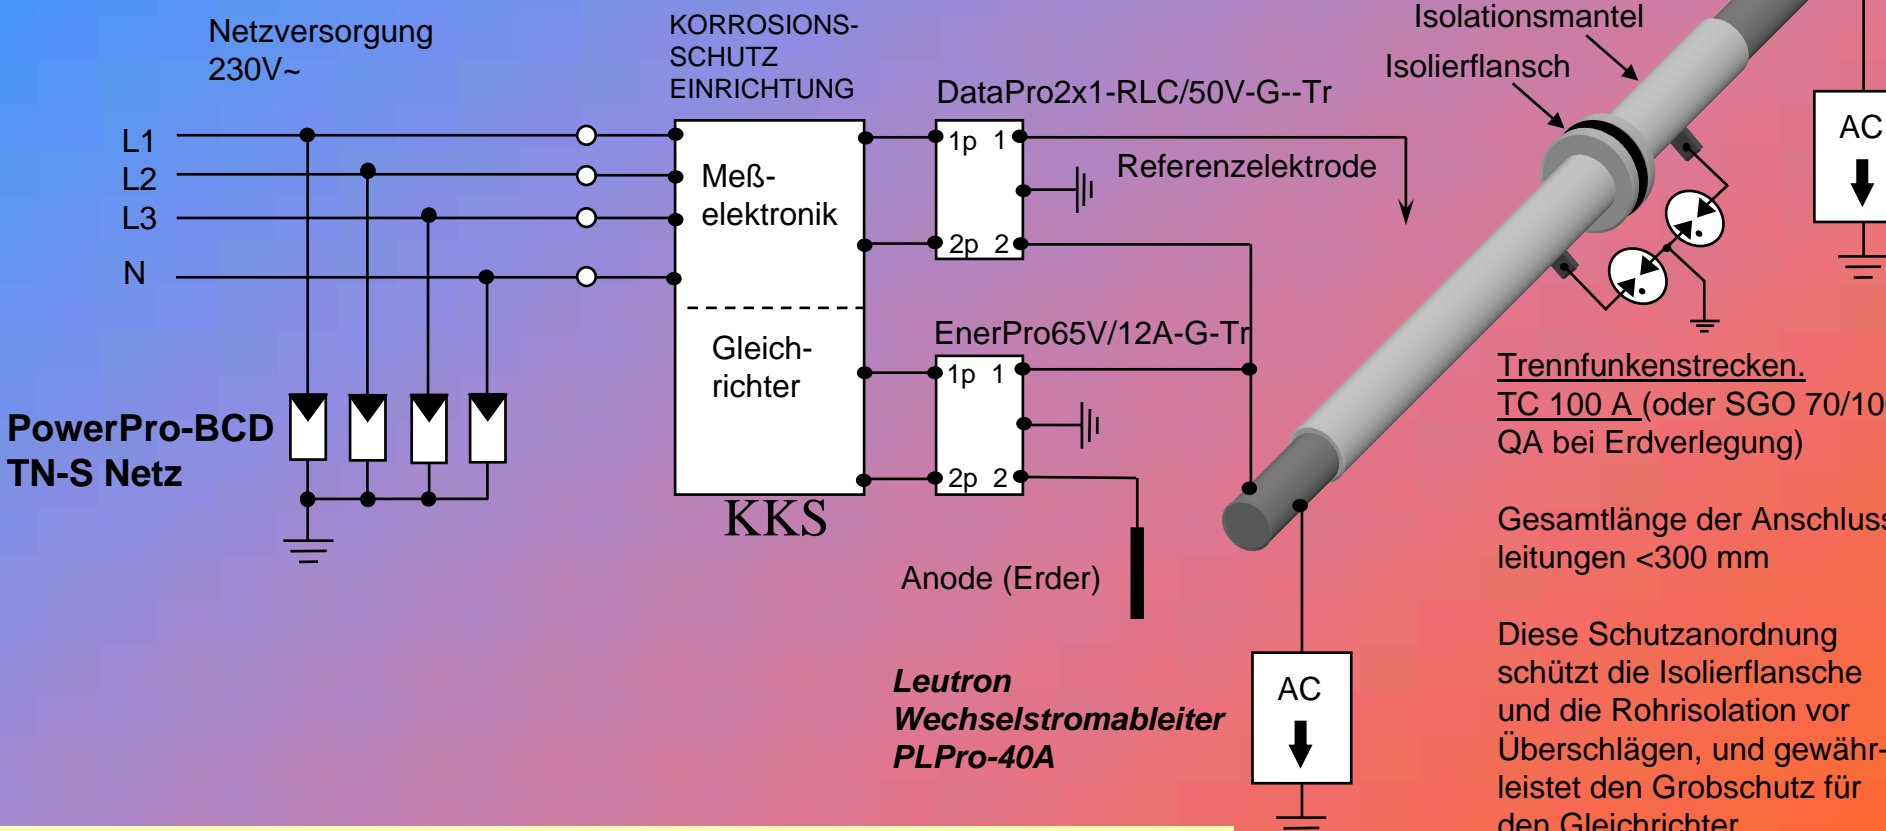 Netzversorgung
230V~
KORROSIONS-
SCHUTZ
EINRICHTUNG
Isolationsmantel
Isolierflansch
DataPro2x1-RLC/50V-G--Tr
L1
L2
L3
N
Meß-
elektronik
1p 1
2p 2
Referenzelektrode
AC
Gleich-
richter
EnerPro65V/12A-G-Tr
1p 1
2p 2
PowerPro-BCD
TN-S Netz
KKS
Anode (Erder)
Leutron
Wechselstromableiter
PLPro-40A
AC
Trennfunkenstrecken.
TC 100 A (oder SGO 70/10
QA bei Erdverlegung)
Gesamtlänge der Anschluss
leitungen <300 mm
Diese Schutzanordnung
schützt die Isolierflansche
und die Rohrisolation vor
Überschlägen, und gewähr-
leistet den Grobschutz für
den Gleichrichter